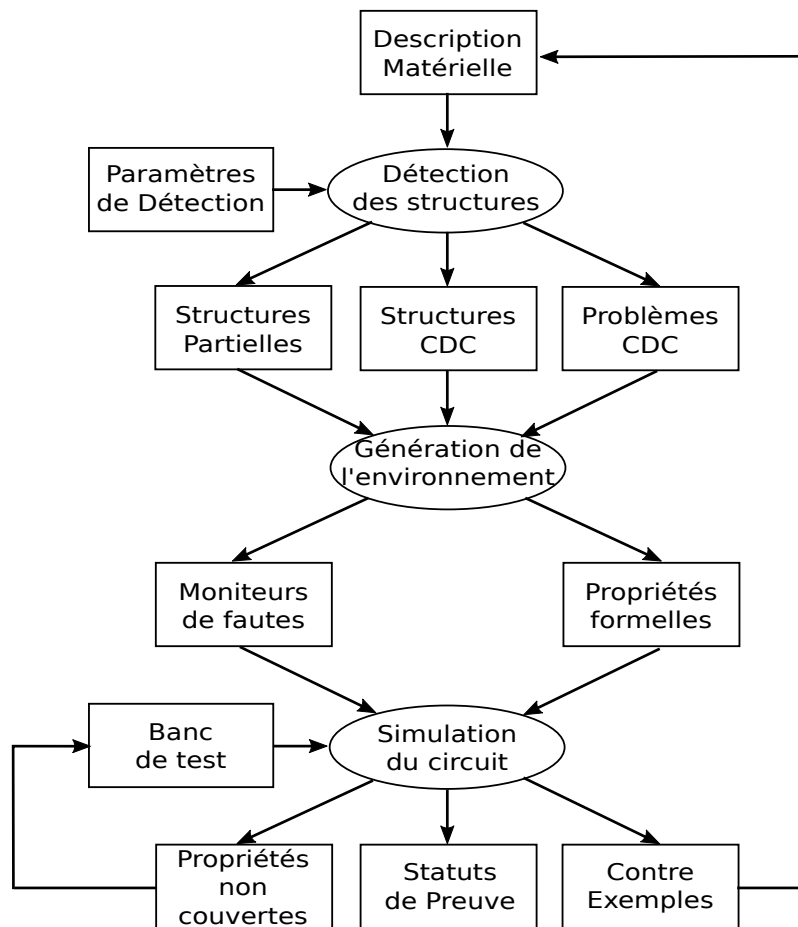 Description
Matérielle
Paramètres
de Détection
Détection
des structures
Structures
Partielles
Structures
CDC
Problèmes
CDC
Génération de
l'environnement
Moniteurs
de fautes
Propriétés
formelles
Banc
de test
Simulation
du circuit
Propriétés
non
couvertes
Statuts
de Preuve
Contre
Exemples